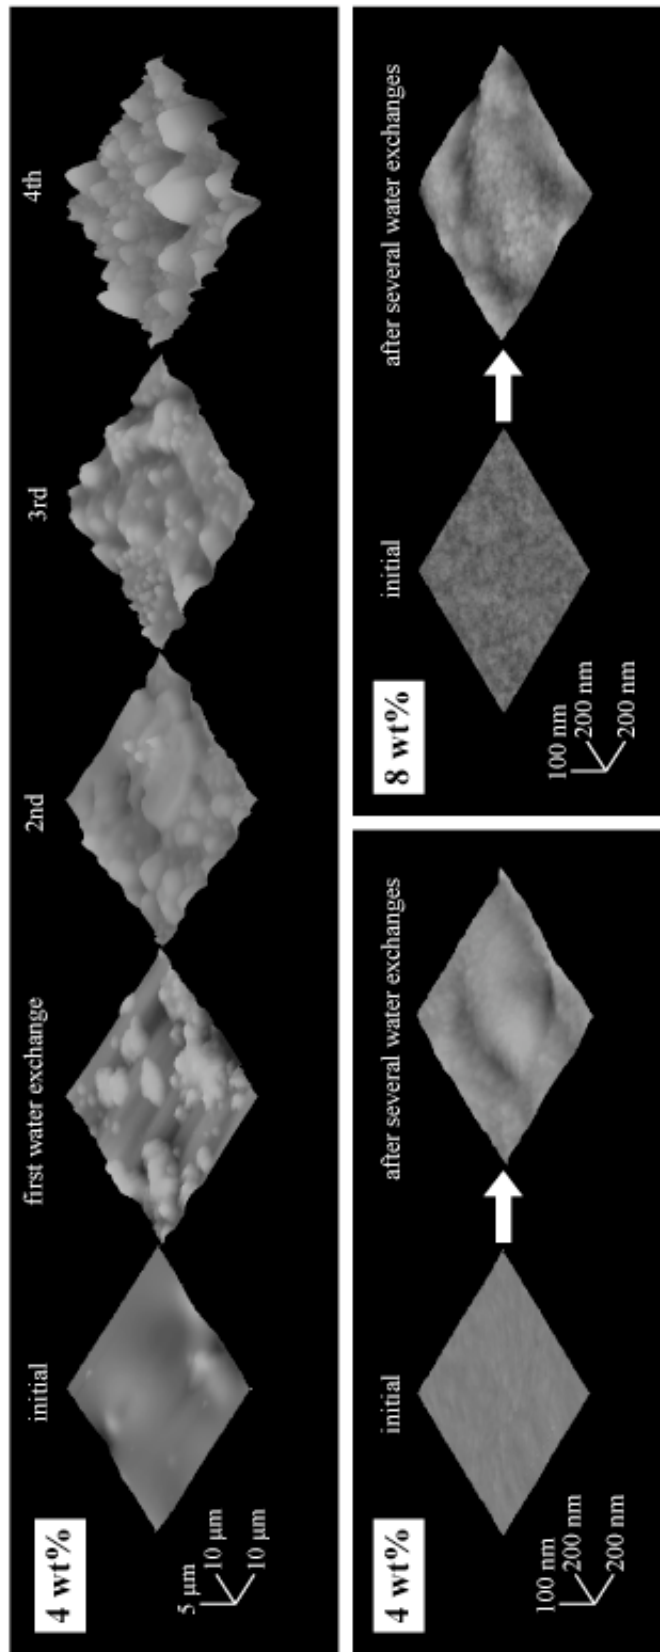 4 wt%
initial
first water exchange
2nd
3rd
4th
5 µm
10 µm
10 µm
4 wt%
initial
after several water exchanges
100 nm
200 nm
200 nm
8 wt%
initial
after several water exchanges
100 nm
200 nm
200 nm